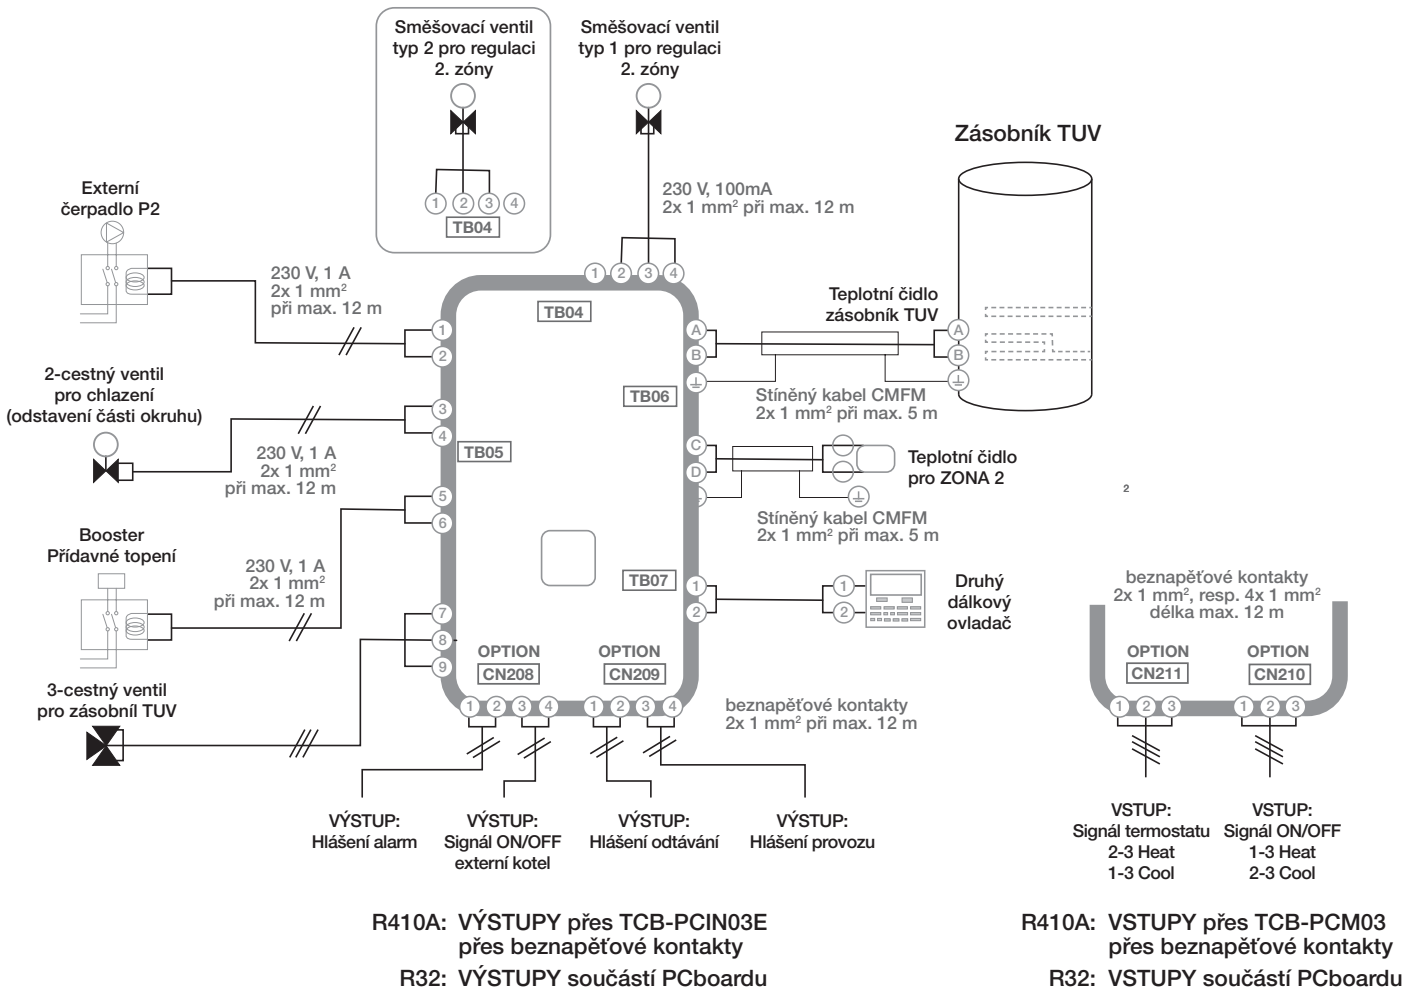 Směšovací ventil
typ 2 pro regulaci
2. zóny
1 2 3 4
TB04
Směšovací ventil
typ 1 pro regulaci
2. zóny
230 V, 100mA
2x 1 mm² při max. 12 m
1 2 3 4
TB04
Zásobník TUV
Externí
čerpadlo P2
230 V, 1 A
2x 1 mm²
při max. 12 m
1
2
2-cestný ventil
pro chlazení
(odstavení části okruhu)
230 V, 1 A
2x 1 mm²
při max. 12 m
3
4
TB05
Booster
Přídavné topení
230 V, 1 A
2x 1 mm²
při max. 12 m
5
6
3-cestný ventil
pro zásobníl TUV
7
8
9
Teplotní čidlo
zásobník TUV
A
B
A
B
TB06
Stíněný kabel CMFM
2x 1 mm² při max. 5 m
C
D
Teplotní čidlo
pro ZONA 2
Stíněný kabel CMFM
2x 1 mm² při max. 5 m
2
TB07
1
2
1
2
Druhý
dálkový
ovladač
OPTION
CN208
OPTION
CN209
1 2 3 4
1 2 3 4
beznapěťové kontakty
2x 1 mm² při max. 12 m
VÝSTUP:
Hlášení alarm
VÝSTUP:
Signál ON/OFF
externí kotel
VÝSTUP:
Hlášení odtávání
VÝSTUP:
Hlášení provozu
beznapěťové kontakty
2x 1 mm², resp. 4x 1 mm²
délka max. 12 m
OPTION
CN211
OPTION
CN210
1 2 3
1 2 3
VSTUP:
Signál termostatu
2-3 Heat
1-3 Cool
VSTUP:
Signál ON/OFF
1-3 Heat
2-3 Cool
R410A: VÝSTUPY přes TCB-PCIN03E
přes beznapěťové kontakty
R32: VÝSTUPY součástí PCboardu
R410A: VSTUPY přes TCB-PCM03
přes beznapěťové kontakty
R32: VSTUPY součástí PCboardu